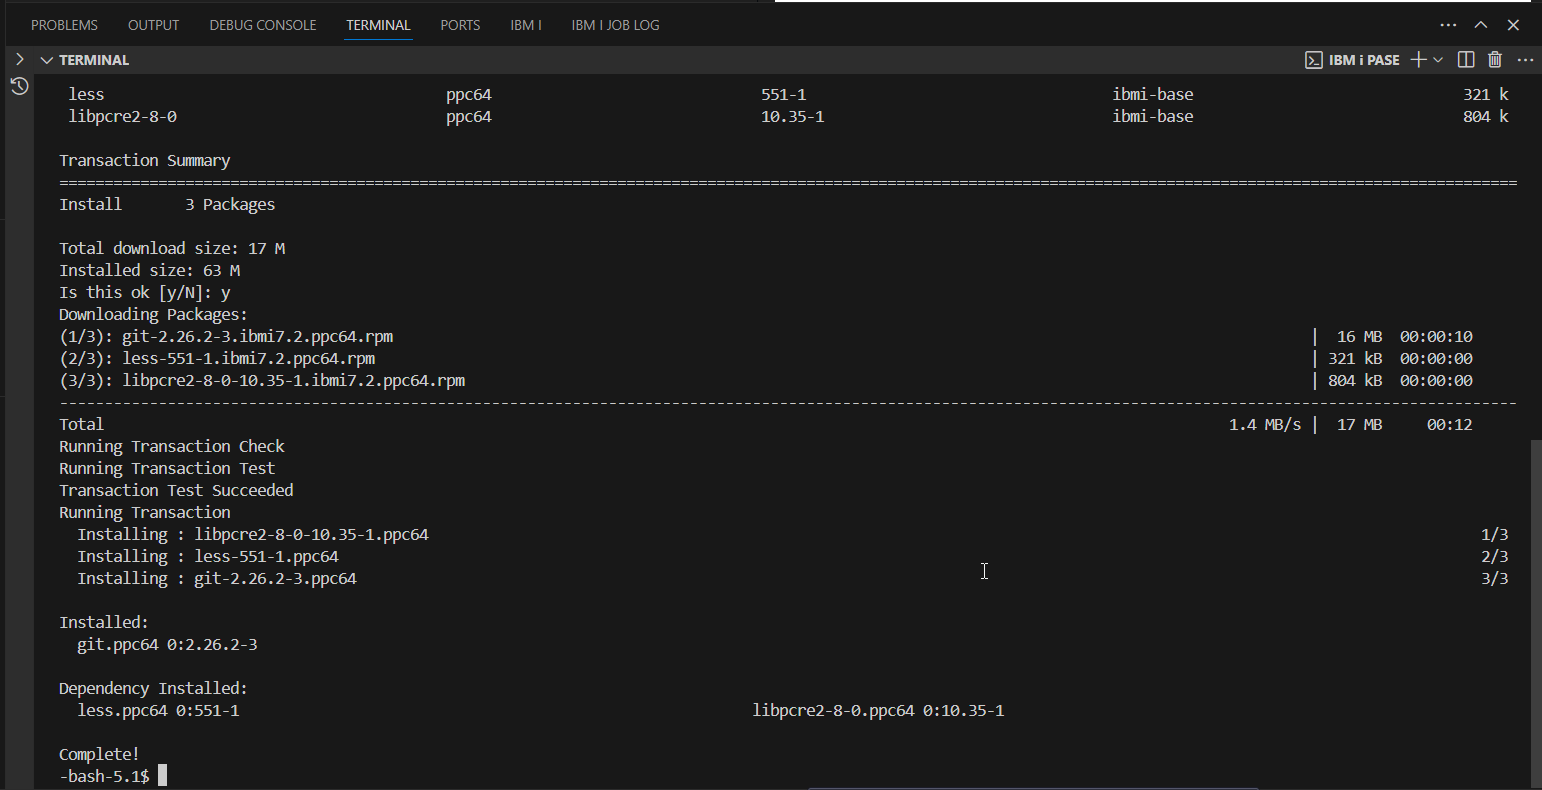 PROBLEMS OUTPUT DEBUG CONSOLE TERMINAL PORTS IBM I IBM I JOB LOG
TERMINAL IBM i PASE
less ppc64 551-1 ibmi-base 321 k
libpcre2-8-0 ppc64 10.35-1 ibmi-base 804 k
Transaction Summary
================================================================================
Install 3 Packages
Total download size: 17 M
Installed size: 63 M
Is this ok [y/N]: y
Downloading Packages:
(1/3): git-2.26.2-3.ibmi7.2.ppc64.rpm | 16 MB 00:00:10
(2/3): less-551-1.ibmi7.2.ppc64.rpm | 321 kB 00:00:00
(3/3): libpcre2-8-0-10.35-1.ibmi7.2.ppc64.rpm | 804 kB 00:00:00
--------------------------------------------------------------------------------
Total 1.4 MB/s | 17 MB 00:12
Running Transaction Check
Running Transaction Test
Transaction Test Succeeded
Running Transaction
Installing : libpcre2-8-0-10.35-1.ppc64 1/3
Installing : less-551-1.ppc64 2/3
Installing : git-2.26.2-3.ppc64 3/3
Installed:
git.ppc64 0:2.26.2-3
Dependency Installed:
less.ppc64 0:551-1 libpcre2-8-0.ppc64 0:10.35-1
Complete!
-bash-5.1$